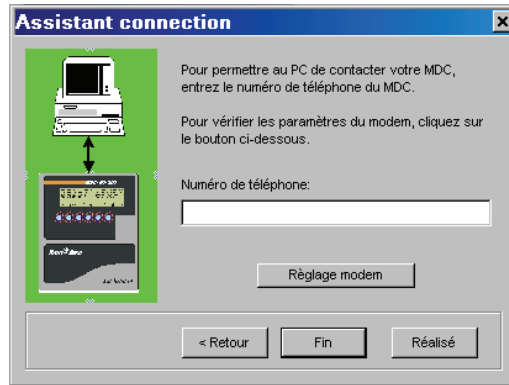 Assistant connection
Pour permettre au PC de contacter votre MDC,
entrez le numéro de téléphone du MDC.
Pour vérifier les paramètres du modem, cliquez sur
le bouton ci-dessous.
Numéro de téléphone:
Règlage modem
< Retour
Fin
Réalisé